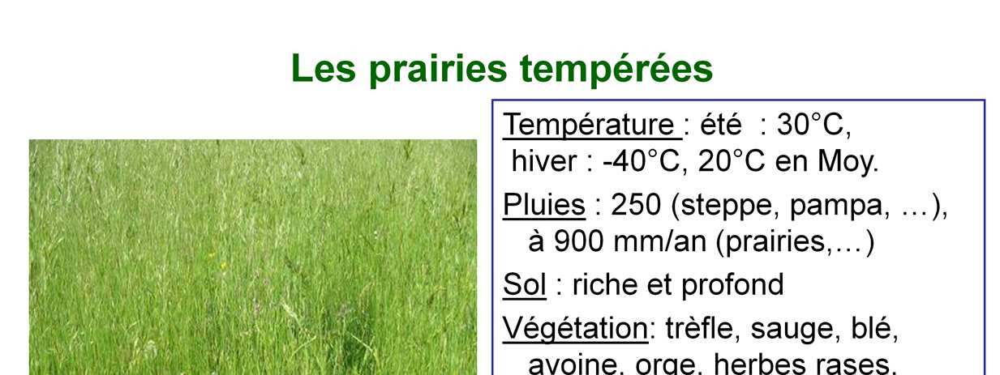 Les prairies tempérées
Température : été  : 30°C,
hiver : -40°C, 20°C en Moy.
Pluies : 250 (steppe, pampa, …),
à 900 mm/an (prairies,…)
Sol : riche et profond
Végétation: trèfle, sauge, blé,
avoine, orge, herbes rases,